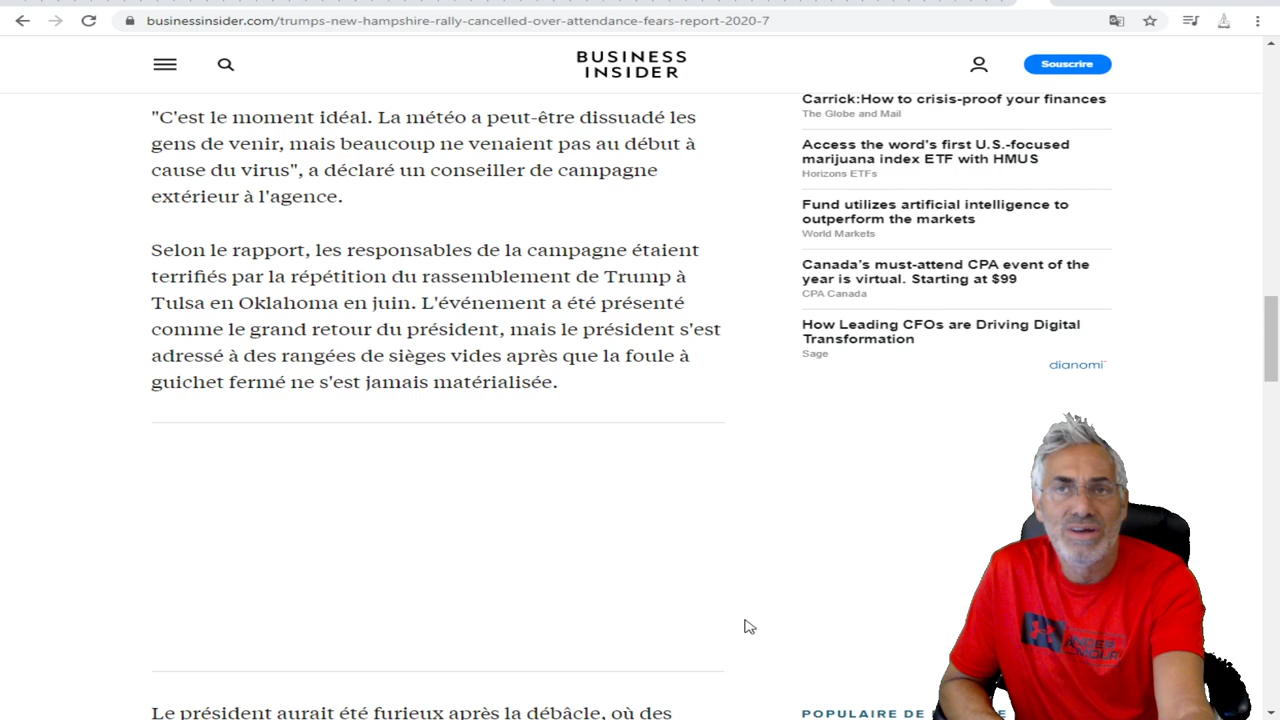 businessinsider.com/trumps-new-hampshire-rally-cancelled-over-attendance-fears-report-2020-7
BUSINESS
INSIDER
Souscrire
"C'est le moment idéal. La météo a peut-être dissuadé les
gens de venir, mais beaucoup ne venaient pas au début à
cause du virus", a déclaré un conseiller de campagne
extérieur à l'agence.
Selon le rapport, les responsables de la campagne étaient
terrifiés par la répétition du rassemblement de Trump à
Tulsa en Oklahoma en juin. L'événement a été présenté
comme le grand retour du président, mais le président s'est
adressé à des rangées de sièges vides après que la foule à
guichet fermé ne s'est jamais matérialisée.
Le président aurait été furieux après la débâcle, où des
Carrick:How to crisis-proof your finances
The Globe and Mail
Access the word's first U.S.-focused
marijuana index ETF with HMUS
Horizons ETFs
Fund utilizes artificial intelligence to
outperform the markets
World Markets
Canada's must-attend CPA event of the
year is virtual. Starting at $99
CPA Canada
How Leading CFOs are Driving Digital
Transformation
Sage
dianomi
UNDER
ARMOUR
POPULAIRE DE